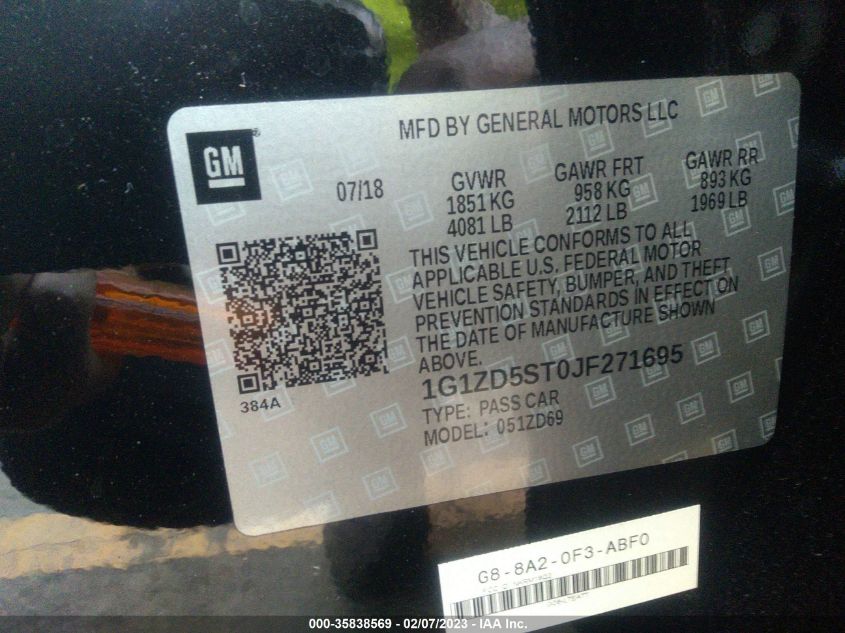 GM
MFD BY GENERAL MOTORS LLC
07/18
GVWR
1851 KG
4081 LB
GAWR FRT
958 KG
2112 LB
GAWR RR
893 KG
1969 LB
THIS VEHICLE CONFORMS TO ALL
APPLICABLE U.S. FEDERAL MOTOR
VEHICLE SAFETY, BUMPER, AND THEFT
PREVENTION STANDARDS IN EFFECT ON
THE DATE OF MANUFACTURE SHOWN
ABOVE.
1G1ZD5ST0JF271695
TYPE: PASS CAR
MODEL: 051ZD69
384A
G8-8A2-0F3-ABF0
000-35838569 - 02/07/2023 - IAA Inc.